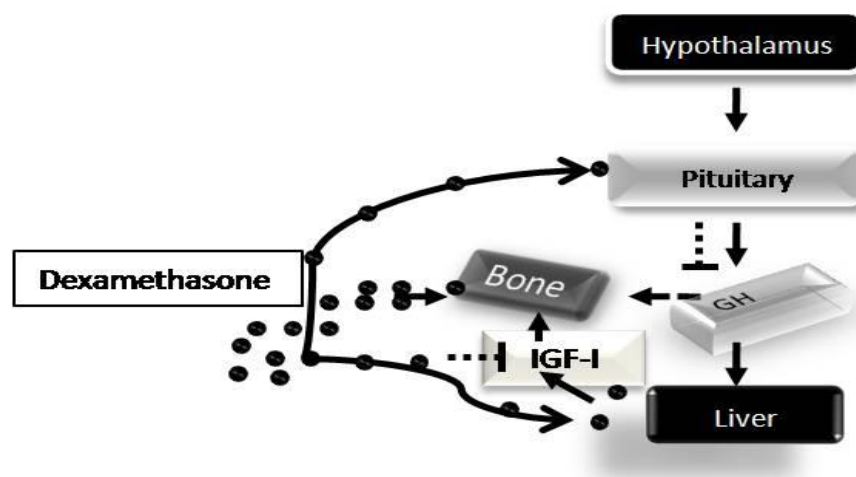 Hypothalamus
Pituitary
Dexamethasone
Bone
GH
IGF-I
Liver